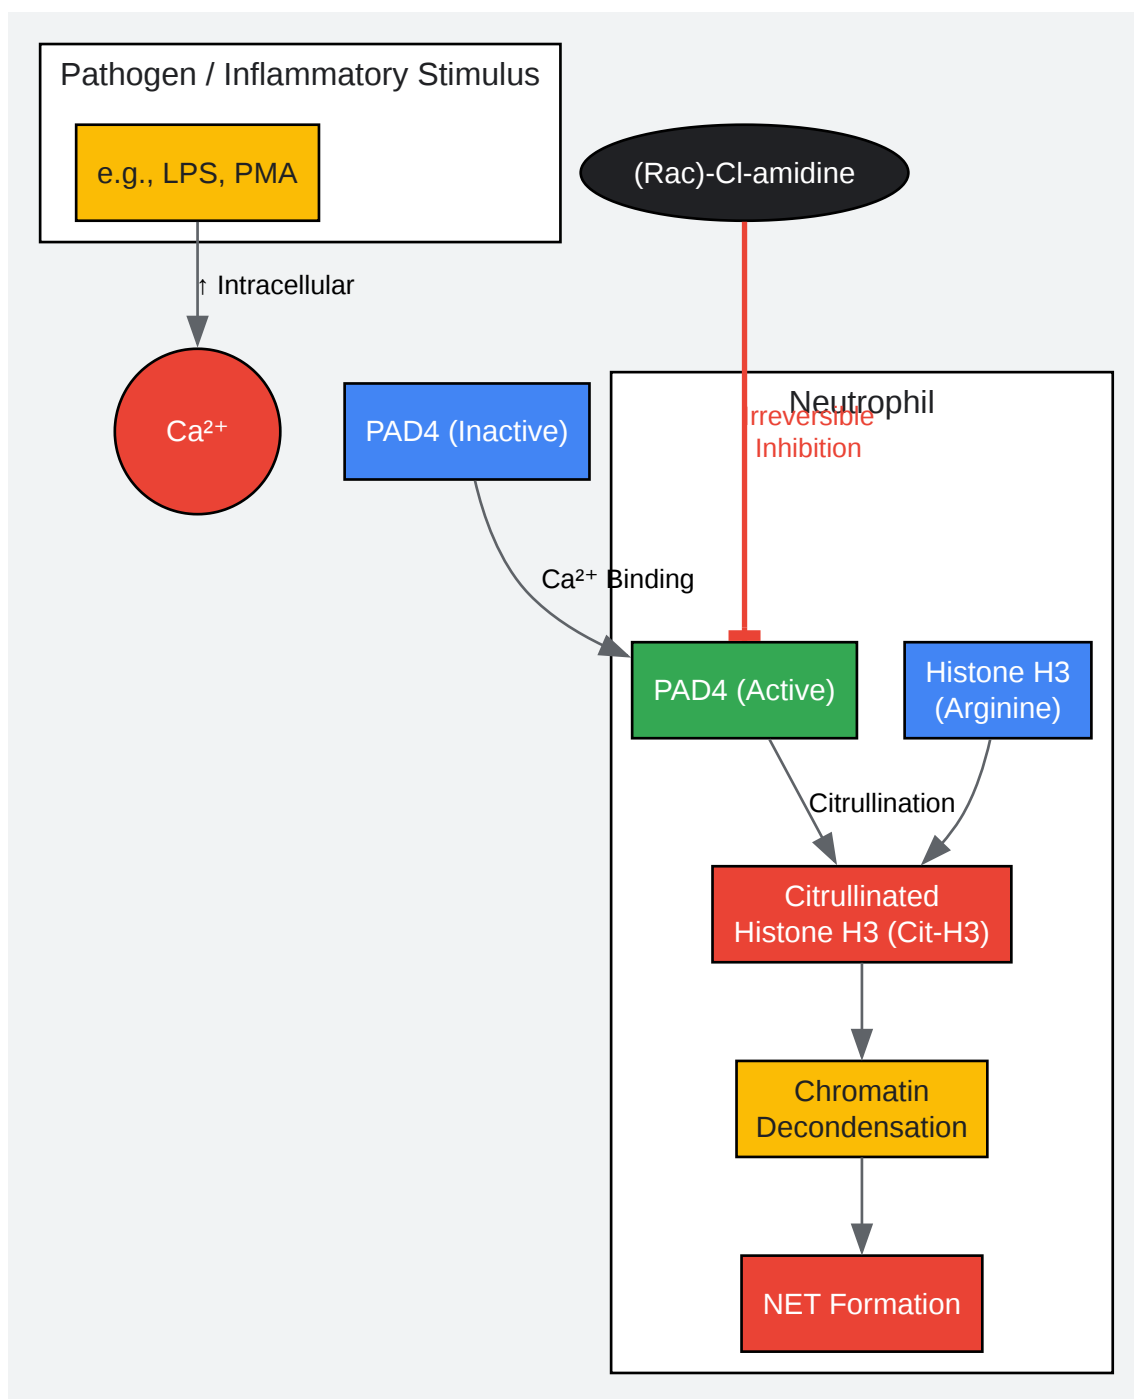 Pathogen / Inflammatory Stimulus
e.g., LPS, PMA
(Rac)-Cl-amidine
↑ Intracellular
Ca²⁺
PAD4 (Inactive)
Neutrophil
Irreversible
Inhibition
Ca²⁺ Binding
PAD4 (Active)
Histone H3
(Arginine)
Citrullination
Citrullinated
Histone H3 (Cit-H3)
Chromatin
Decondensation
NET Formation